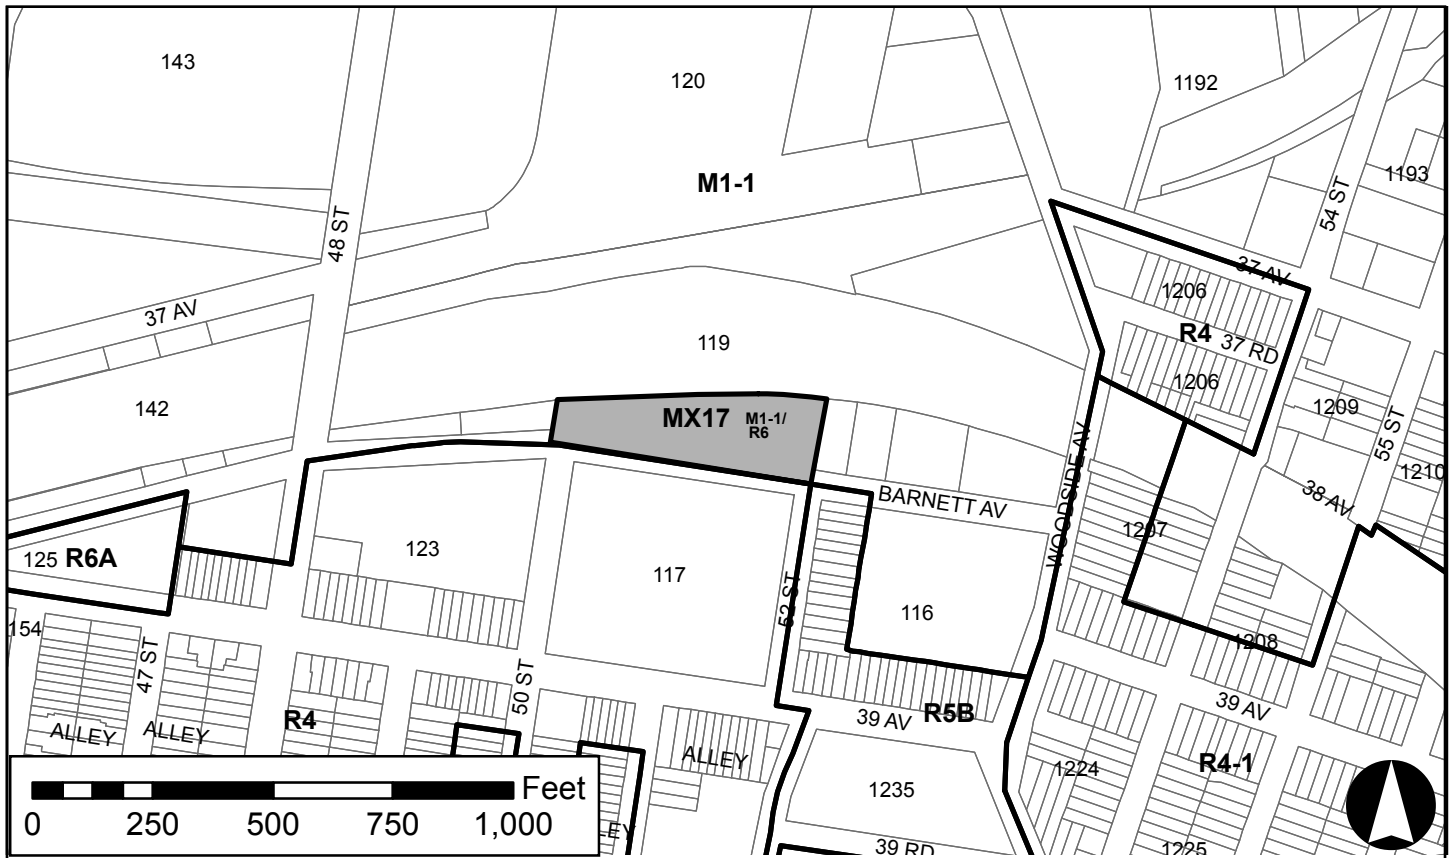 143
120
1192
M1-1
1193
48 ST
54 ST
37 AV
1206
37 AV
R4
37 RD
119
1206
142
MX17
M1-1/
R6
1209
55 ST
WOODSIDE AV
BARNETT AV
1210
38 AV
125
R6A
123
117
52 ST
116
1207
154
1208
47 ST
50 ST
R4
39 AV
R5B
39 AV
ALLEY
ALLEY
ALLEY
1224
R4-1
1235
Feet
0
250
500
750
1,000
39 RD
1225